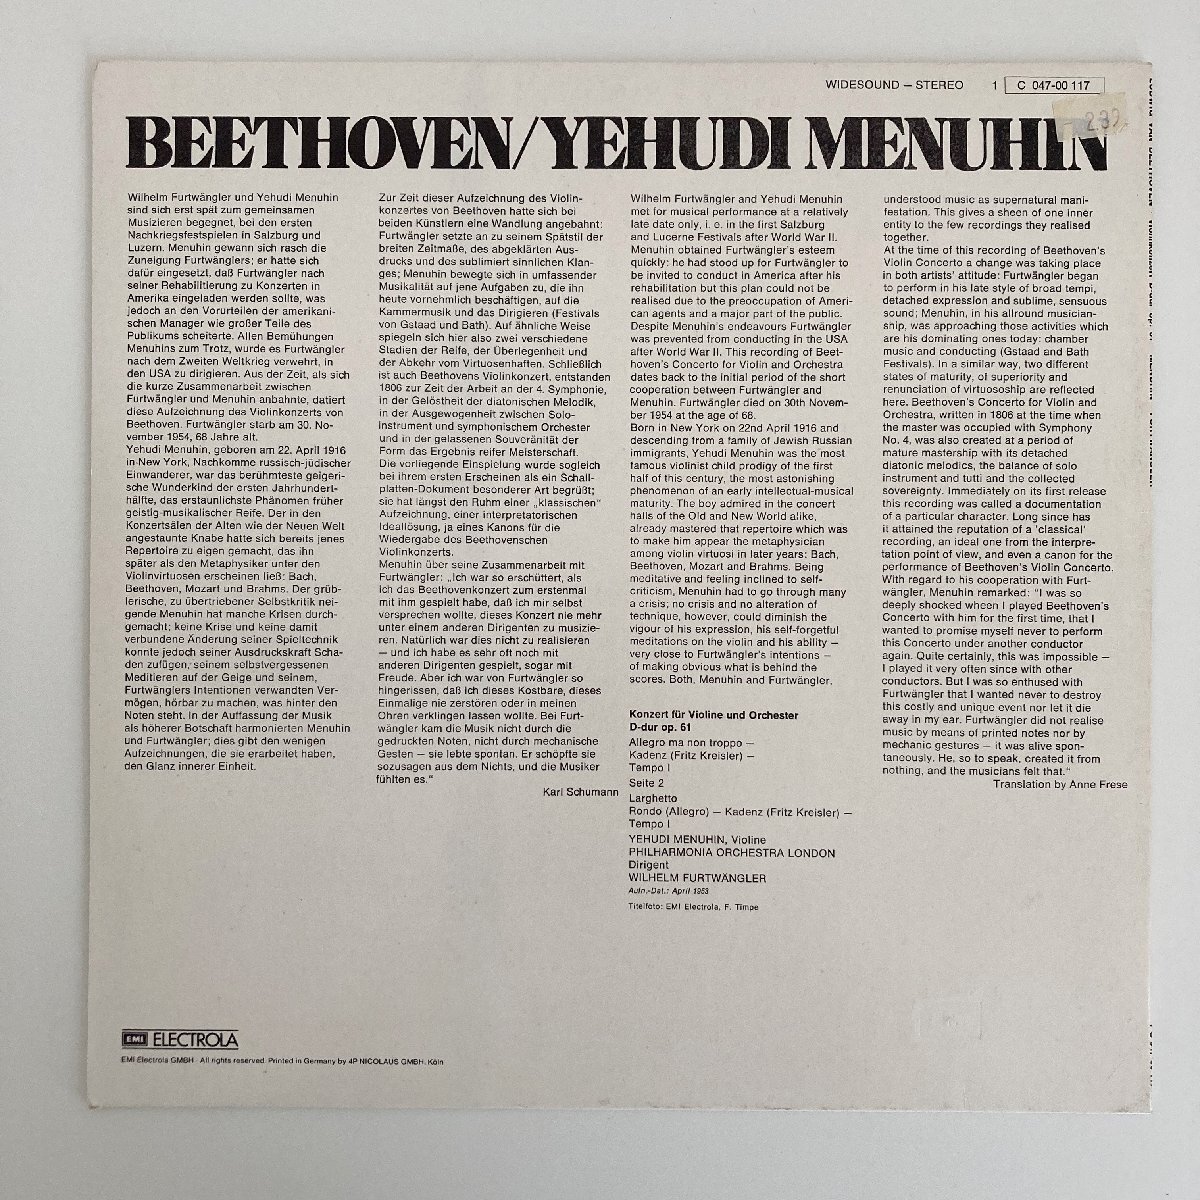 WIDESOUND – STEREO 1 C 047-00 117
BEETHOVEN/YEHUDI MENUHIN
2.99
Wilhelm Furtwängler und Yehudi Menuhin
sind sich erst spät zum gemeinsamen
Musizieren begegnet, bei den ersten
Nachkriegsfestspielen in Salzburg und
Luzern. Menuhin gewann sich rasch die
Zuneigung Furtwänglers; er hatte sich
dafür eingesetzt, daß Furtwängler nach
seiner Rehabilitierung zu Konzerten in
Amerika eingeladen werden sollte, was
jedoch an den Vorurteilen der amerikani-
schen Manager wie großer Teile des
Publikums scheiterte. Allen Bemühungen
Menuhins zum Trotz, wurde es Furtwängler
nach dem Zweiten Weltkrieg verwehrt, in
den USA zu dirigieren. Aus der Zeit, als sich
die kurze Zusammenarbeit zwischen
Furtwängler und Menuhin anbahnte, datiert
diese Aufzeichnung des Violinkonzerts von
Beethoven. Furtwängler starb am 30. No-
vember 1954, 68 Jahre alt.
Yehudi Menuhin, geboren am 22. April 1916
in New York, Nachkomme russisch-jüdischer
Einwanderer, war das berühmteste geigeri-
sche Wunderkind der ersten Jahrhundert-
hälfte, das erstaunlichste Phänomen früher
geistig-musikalischer Reife. Der in den
Konzertsälen der Alten wie der Neuen Welt
angestaunte Knabe hatte sich bereits jenes
Repertoire zu eigen gemacht, das ihn
später als den Metaphysiker unter den
Violinvirtuosen erscheinen ließ: Bach,
Beethoven, Mozart und Brahms. Der grüb-
lerische, zu übertriebener Selbstkritik nei-
gende Menuhin hat manche Krisen durch-
gemacht; keine Krise und keine damit
verbundene Änderung seiner Spieltechnik
konnte jedoch seiner Ausdruckskraft Scha-
den zufügen, seinem selbstvergessenen
Meditieren auf der Geige und seinem,
Furtwänglers Intentionen verwandten Ver-
mögen, hörbar zu machen, was hinter den
Noten steht. In der Auffassung der Musik
als höherer Botschaft harmonierten Menuhin
und Furtwängler; dies gibt den wenigen
Aufzeichnungen, die sie erarbeitet haben,
den Glanz innerer Einheit.
Zur Zeit dieser Aufzeichnung des Violin-
konzertes von Beethoven hatte sich bei
beiden Künstlern eine Wandlung angebahnt:
Furtwängler setzte an zu seinem Spätstil der
breiten Zeitmaße, des abgeklärten Aus-
drucks und des sublimiert sinnlichen Klan-
ges; Menuhin bewegte sich in umfassender
Musikalität auf jene Aufgaben zu, die ihn
heute vornehmlich beschäftigen, auf die
Kammermusik und das Dirigieren (Festivals
von Gstaad und Bath). Auf ähnliche Weise
spiegeln sich hier also zwei verschiedene
Stadien der Reife, der Überlegenheit und
der Abkehr vom Virtuosenhaften. Schließlich
ist auch Beethovens Violinkonzert, entstanden
1806 zur Zeit der Arbeit an der 4. Symphonie,
in der Gelöstheit der diatonischen Melodik,
in der Ausgewogenheit zwischen Solo-
instrument und symphonischem Orchester
und in der gelassenen Souveränität der
Form das Ergebnis reifer Meisterschaft.
Die vorliegende Einspielung wurde sogleich
bei ihrem ersten Erscheinen als ein Schall-
platten-Dokument besonderer Art begrüßt;
sie hat längst den Ruhm einer „klassischen“
Aufzeichnung, einer interpretatorischen
Ideallösung, ja eines Kanons für die
Wiedergabe des Beethovenschen
Violinkonzerts.
Menuhin über seine Zusammenarbeit mit
Furtwängler: „Ich war so erschüttert, als
ich das Beethovenkonzert zum erstenmal
mit ihm gespielt habe, daß ich mir selbst
versprechen wollte, dieses Konzert nie mehr
unter einem anderen Dirigenten zu musizie-
ren. Natürlich war dies nicht zu realisieren
– und ich habe es sehr oft noch mit
anderen Dirigenten gespielt, sogar mit
Freude. Aber ich war von Furtwängler so
hingerissen, daß ich dieses Kostbare, dieses
Einmalige nie zerstören oder in meinen
Ohren verklingen lassen wollte. Bei Furt-
wängler kam die Musik nicht durch die
gedruckten Noten, nicht durch mechanische
Gesten – sie lebte spontan. Er schöpfte sie
sozusagen aus dem Nichts, und die Musiker
fühlten es.“
Karl Schumann
Wilhelm Furtwängler and Yehudi Menuhin
met for musical performance at a relatively
late date only, i. e. in the first Salzburg
and Lucerne Festivals after World War II.
Menuhin obtained Furtwängler's esteem
quickly: he had stood up for Furtwängler to
be invited to conduct in America after his
rehabilitation but this plan could not be
realised due to the preoccupation of Ameri-
can agents and a major part of the public.
Despite Menuhin's endeavours Furtwängler
was prevented from conducting in the USA
after World War II. This recording of Beet-
hoven's Concerto for Violin and Orchestra
dates back to the initial period of the short
cooperation between Furtwängler and
Menuhin. Furtwängler died on 30th Novem-
ber 1954 at the age of 68.
Born in New York on 22nd April 1916 and
descending from a family of Jewish Russian
immigrants, Yehudi Menuhin was the most
famous violinist child prodigy of the first
half of this century, the most astonishing
phenomenon of an early intellectual-musical
maturity. The boy admired in the concert
halls of the Old and New World alike,
already mastered that repertoire which was
to make him appear the metaphysician
among violin virtuosi in later years: Bach,
Beethoven, Mozart and Brahms. Being
meditative and feeling inclined to self-
criticism, Menuhin had to go through many
a crisis; no crisis and no alteration of
technique, however, could diminish the
vigour of his expression, his self-forgetful
meditations on the violin and his ability –
very close to Furtwängler's intentions –
of making obvious what is behind the
scores. Both, Menuhin and Furtwängler,
Konzert für Violine und Orchester
D-dur op. 61
Allegro ma non troppo –
Kadenz (Fritz Kreisler) –
Tempo I
Seite 2
Larghetto
Rondo (Allegro) – Kadenz (Fritz Kreisler) –
Tempo I
YEHUDI MENUHIN, Violine
PHILHARMONIA ORCHESTRA LONDON
Dirigent
WILHELM FURTWÄNGLER
Aufn.-Dat.: April 1953
Titelfoto: EMI Electrola, F. Timpe
understood music as supernatural mani-
festation. This gives a sheen of one inner
entity to the few recordings they realised
together.
At the time of this recording of Beethoven's
Violin Concerto a change was taking place
in both artists' attitude: Furtwängler began
to perform in his late style of broad tempi,
detached expression and sublime, sensuous
sound; Menuhin, in his allround musician-
ship, was approaching those activities which
are his dominating ones today: chamber
music and conducting (Gstaad and Bath
Festivals). In a similar way, two different
states of maturity, of superiority and
renunciation of virtuosoship are reflected
here. Beethoven's Concerto for Violin and
Orchestra, written in 1806 at the time when
the master was occupied with Symphony
No. 4, was also created at a period of
mature mastership with its detached
diatonic melodics, the balance of solo
instrument and tutti and the collected
sovereignty. Immediately on its first release
this recording was called a documentation
of a particular character. Long since has
it attained the reputation of a 'classical'
recording, an ideal one from the interpre-
tation point of view, and even a canon for the
performance of Beethoven's Violin Concerto.
With regard to his cooperation with Furt-
wängler, Menuhin remarked: "I was so
deeply shocked wheen I played Beethoven's
Concerto with him for the first time, that I
wanted to promise myself never to perform
this Concerto under another conductor
again. Quite certainly, this was impossible –
I played it very often since with other
conductors. But I was so enthused with
Furtwängler that I wanted never to destroy
this costly and unique event nor let it die
away in my ear. Furtwängler did not realise
music by means of printed notes nor by
mechanic gestures – it was alive spon-
taneously. He, so to speak, created it from
nothing, and the musicians felt that."
Translation by Anne Frese
EMI ELECTROLA
EMI Electrola GMBH · All rights reserved. Printed in Germany by 4P NICOLAUS GMBH, Köln